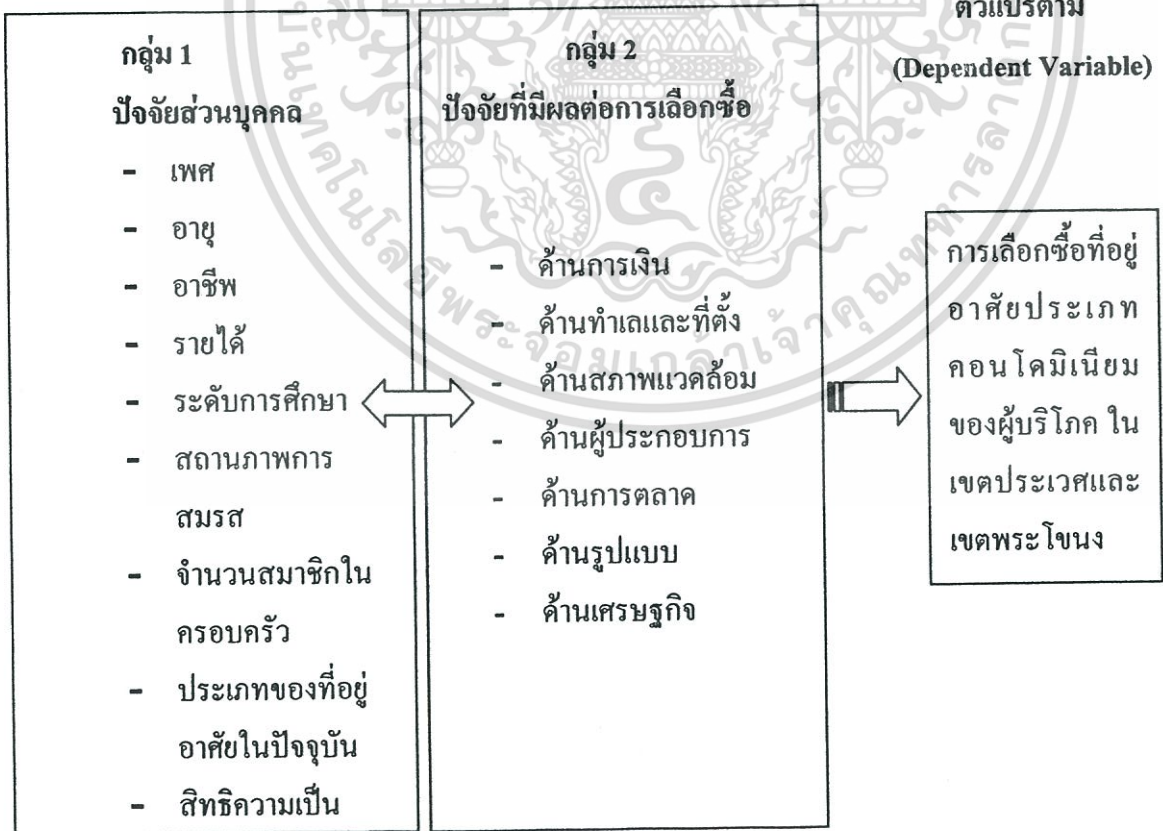 ตัวแปรตาม
(Dependent Variable)
กลุ่ม 1
ปัจจัยส่วนบุคคล
- เพศ
- อายุ
- อาชีพ
- รายได้
- ระดับการศึกษา
- สถานภาพการ
สมรส
- จำนวนสมาชิกใน
ครอบครัว
- ประเภทของที่อยู่
อาศัยในปัจจุบัน
- สิทธิความเป็น
กลุ่ม 2
ปัจจัยที่มีผลต่อการเลือกซื้อ
- ด้านการเงิน
- ด้านทำเลและที่ตั้ง
- ด้านสภาพแวดล้อม
- ด้านผู้ประกอบการ
- ด้านการตลาด
- ด้านรูปแบบ
- ด้านเศรษฐกิจ
การเลือกซื้อที่อยู่
อาศัยประเภท
คอนโดมิเนียม
ของผู้บริโภค ใน
เขตประเวศและ
เขตพระโขนง